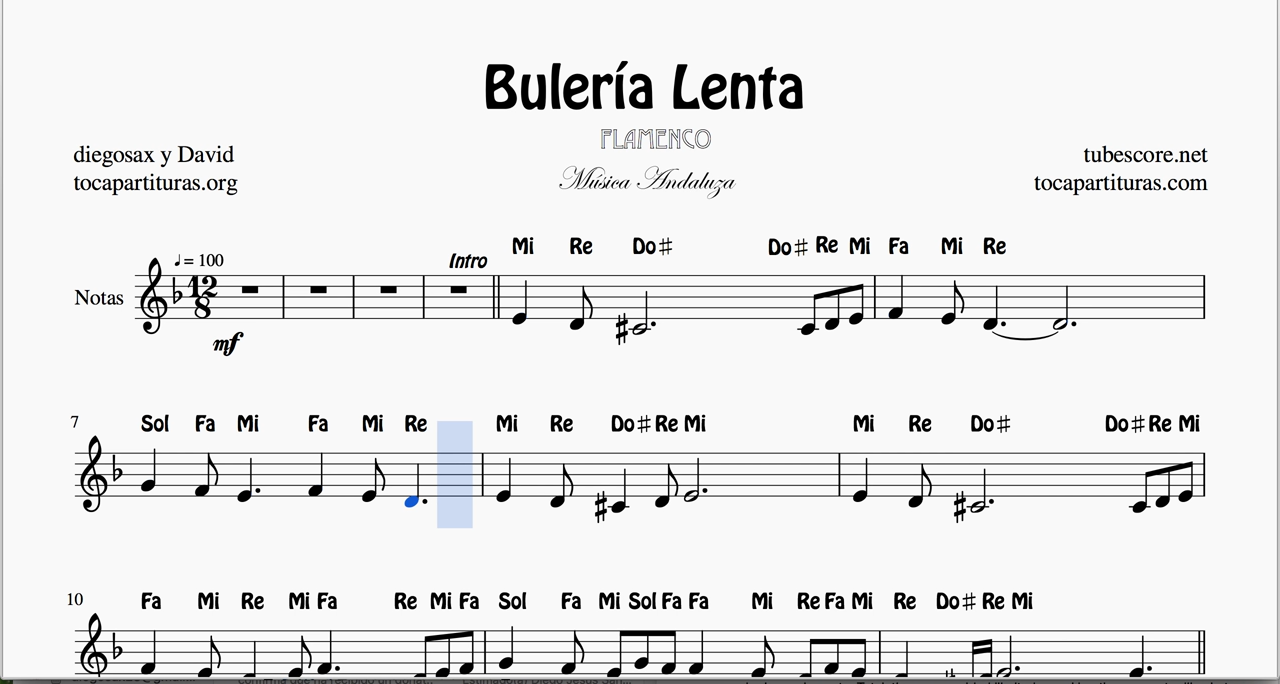 Bulería Lenta
FLAMENCO
diegosax y David
tubescore.net
Música Andaluza
tocapartituras.org
tocapartituras.com
Mi Re Do♯ Do♯ Re Mi Fa Mi Re
♩= 100
Intro
Notas
12
8
mf
7
Sol Fa Mi Fa Mi Re Mi Re Do♯ Re Mi Mi Re Do♯ Do♯ Re Mi
10
Fa Mi Re Mi Fa Re Mi Fa Sol Fa Mi Sol Fa Fa Mi Re Fa Mi Re Do♯ Re Mi